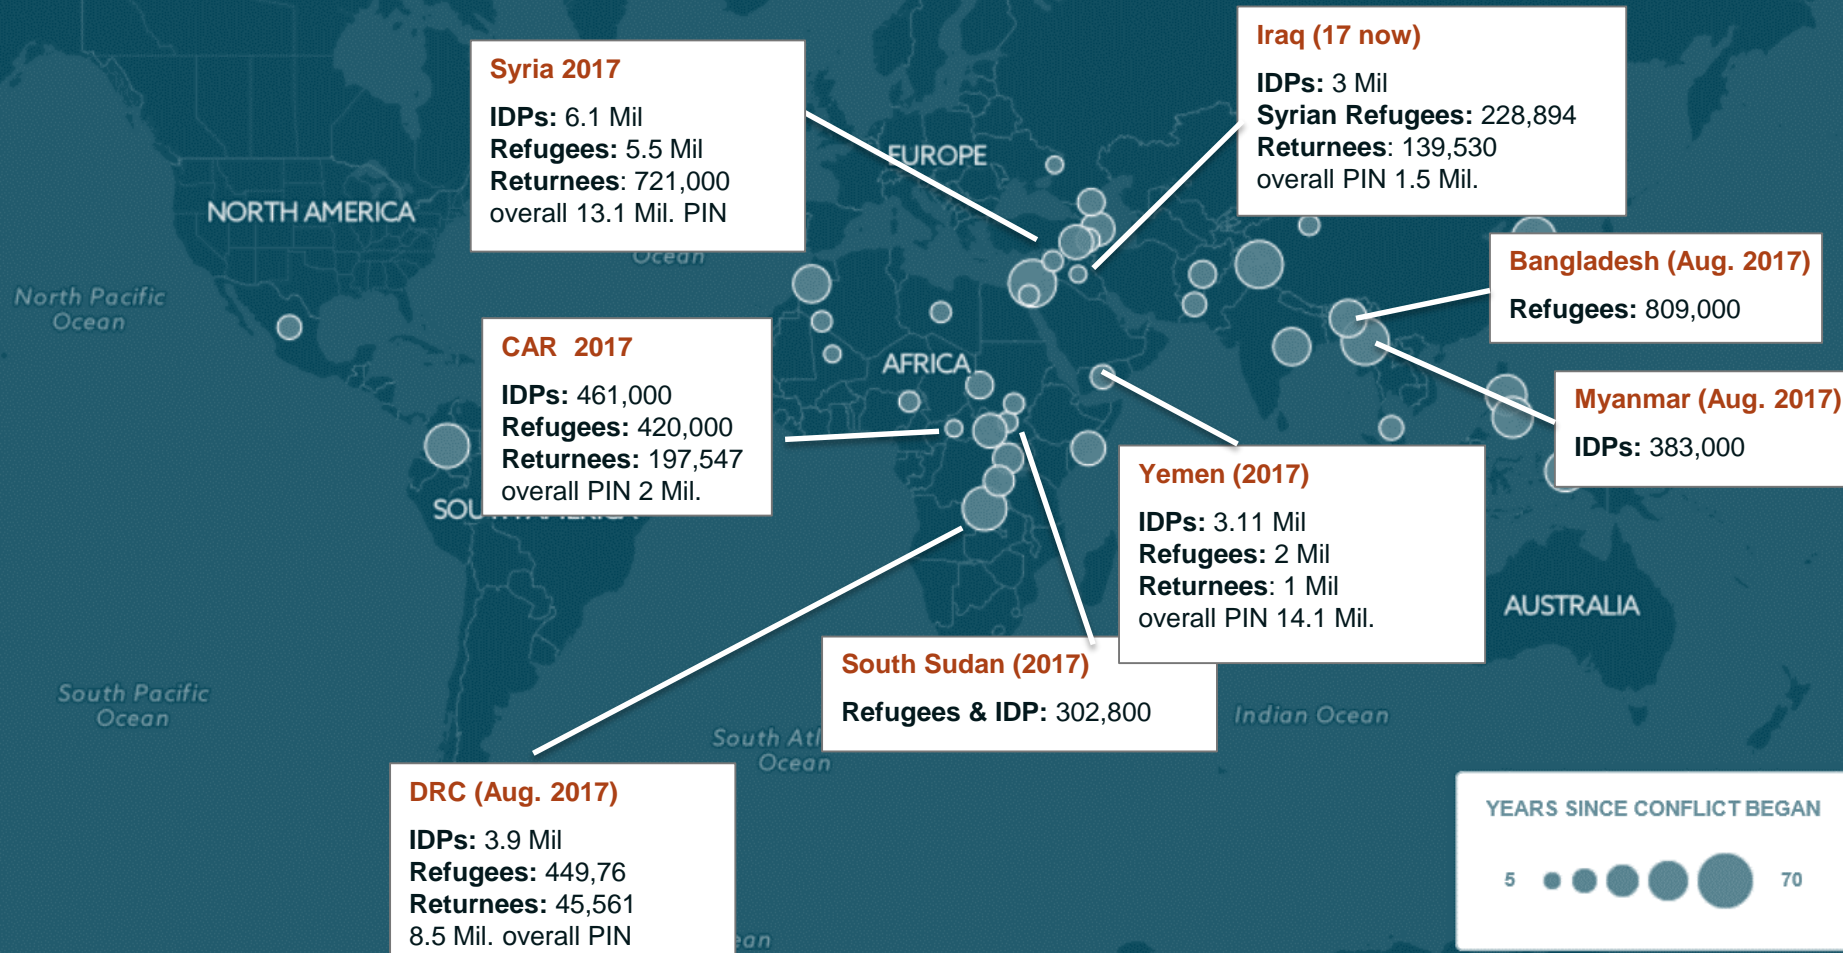 Syria 2017
IDPs: 6.1 Mil
Refugees: 5.5 Mil
Returnees: 721,000
overall 13.1 Mil. PIN
Iraq (17 now)
IDPs: 3 Mil
Syrian Refugees: 228,894
Returnees: 139,530
overall PIN 1.5 Mil.
EUROPE
NORTH AMERICA
Ocean
North Pacific
Ocean
Bangladesh (Aug. 2017)
Refugees: 809,000
CAR 2017
IDPs: 461,000
Refugees: 420,000
Returnees: 197,547
overall PIN 2 Mil.
AFRICA
Myanmar (Aug. 2017)
IDPs: 383,000
SOUTH AMERICA
Yemen (2017)
IDPs: 3.11 Mil
Refugees: 2 Mil
Returnees: 1 Mil
overall PIN 14.1 Mil.
AUSTRALIA
South Sudan (2017)
Refugees & IDP: 302,800
South Pacific
Ocean
South Atl
Ocean
Indian Ocean
DRC (Aug. 2017)
IDPs: 3.9 Mil
Refugees: 449,76
Returnees: 45,561
8.5 Mil. overall PIN
ean
YEARS SINCE CONFLICT BEGAN
5
70